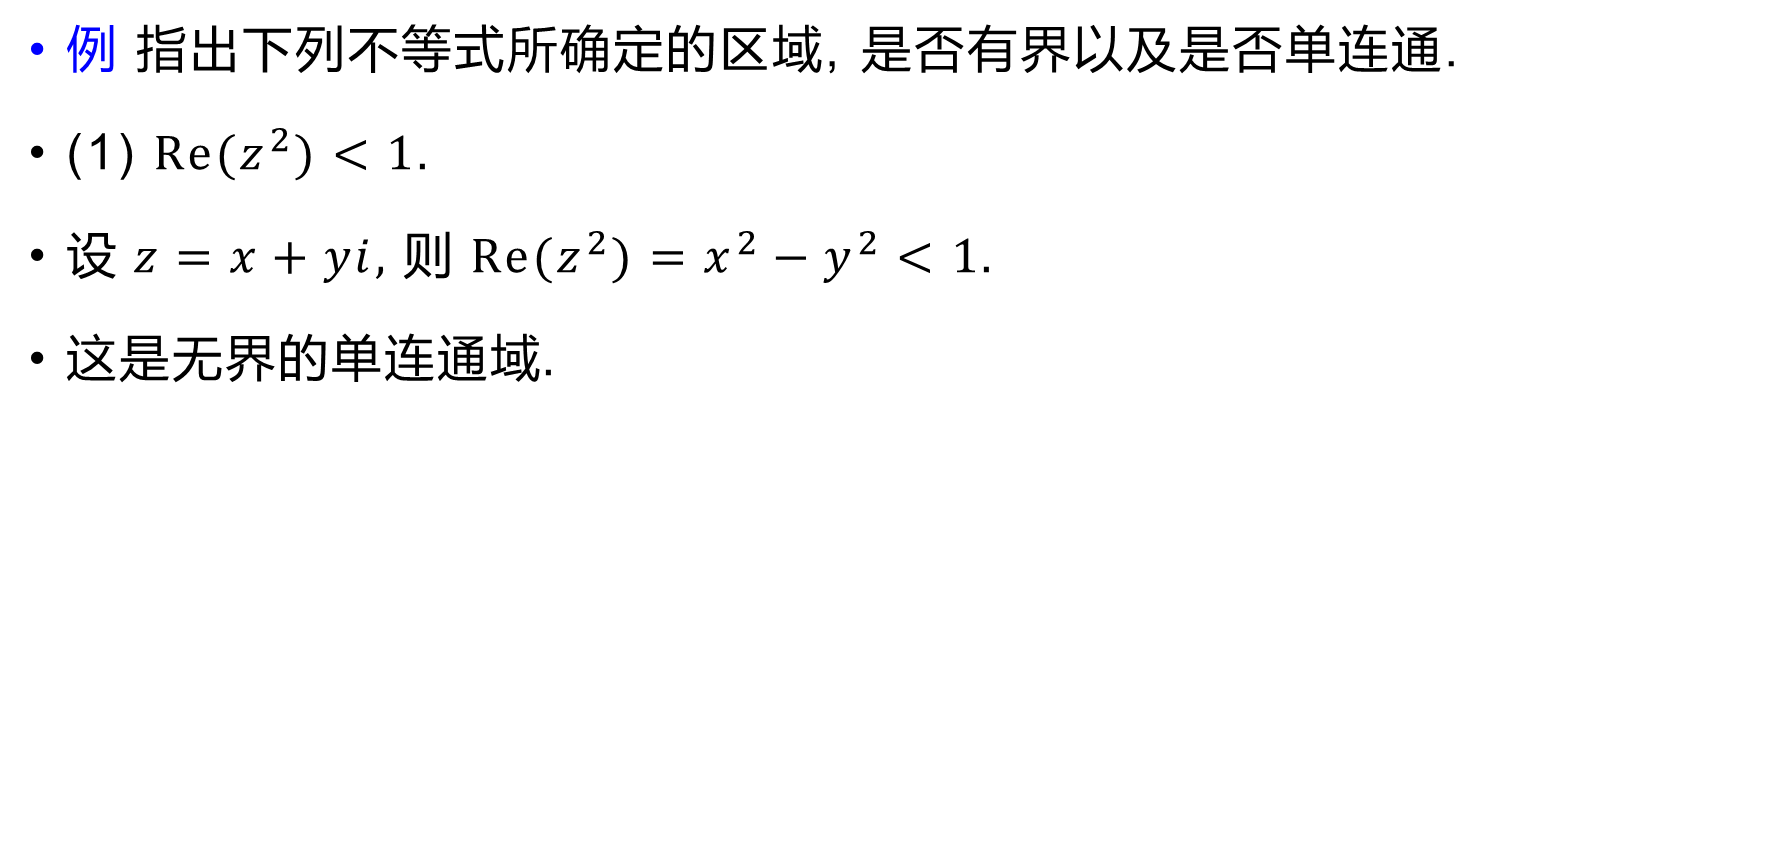 • 例 指出下列不等式所确定的区域, 是否有界以及是否单连通.
• (1) Re(z²) < 1.
• 设 z = x + yi, 则 Re(z²) = x² − y² < 1.
• 这是无界的单连通域.